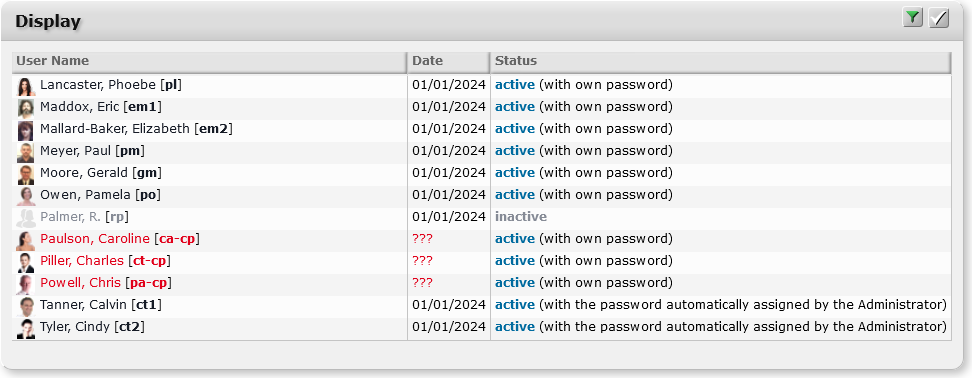 Display
User Name Date Status
Lancaster, Phoebe [pl] 01/01/2024 active (with own password)
Maddox, Eric [em1] 01/01/2024 active (with own password)
Mallard-Baker, Elizabeth [em2] 01/01/2024 active (with own password)
Meyer, Paul [pm] 01/01/2024 active (with own password)
Moore, Gerald [gm] 01/01/2024 active (with own password)
Owen, Pamela [po] 01/01/2024 active (with own password)
Palmer, R. [rp] 01/01/2024 inactive
Paulson, Caroline [ca-cp] ??? active (with own password)
Piller, Charles [ct-cp] ??? active (with own password)
Powell, Chris [pa-cp] ??? active (with own password)
Tanner, Calvin [ct1] 01/01/2024 active (with the password automatically assigned by the Administrator)
Tyler, Cindy [ct2] 01/01/2024 active (with the password automatically assigned by the Administrator)